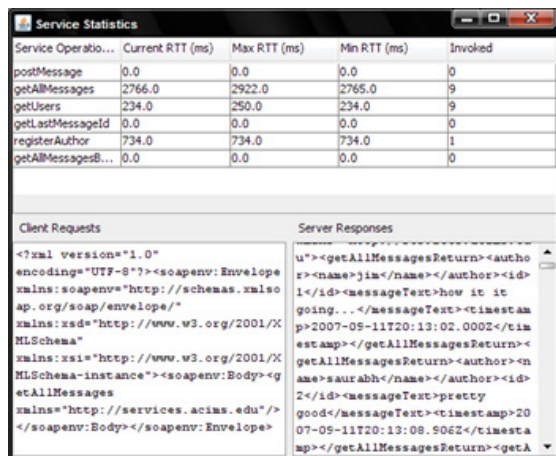 Service Statistics
Service Operatio... Current RTT (ms) Max RTT (ms) Min RTT (ms) Invoked
postMessage 0.0 0.0 0.0 0
getAllMessages 2766.0 2922.0 2765.0 9
getUsers 234.0 250.0 234.0 9
getLastMessageId 0.0 0.0 0.0 0
registerAuthor 734.0 734.0 734.0 1
getAllMessagesB... 0.0 0.0 0.0 0
Client Requests
<?xml version="1.0"
encoding="UTF-8"?><soapenv:Envelope
xmlns:soapenv="http://schemas.xmlso
ap.org/soap/envelope/"
xmlns:xsd="http://www.w3.org/2001/X
MLSchema"
xmlns:xsi="http://www.w3.org/2001/X
MLSchema-instance"><soapenv:Body><g
etAllMessages
xmlns="http://services.acims.edu"/>
</soapenv:Body></soapenv:Envelope>
Server Responses
u"><getAllMessagesReturn><autho
r><name>jim</name></author><id>
1</id><messageText>how it it
going...</messageText><timestam
p>2007-09-11T20:13:02.000Z</tim
estamp></getAllMessagesReturn><
getAllMessagesReturn><author><n
ame>saurabh</name></author><id>
2</id><messageText>pretty
good</messageText><timestamp>20
07-09-11T20:13:08.906Z</timesta
mp></getAllMessagesReturn><getA